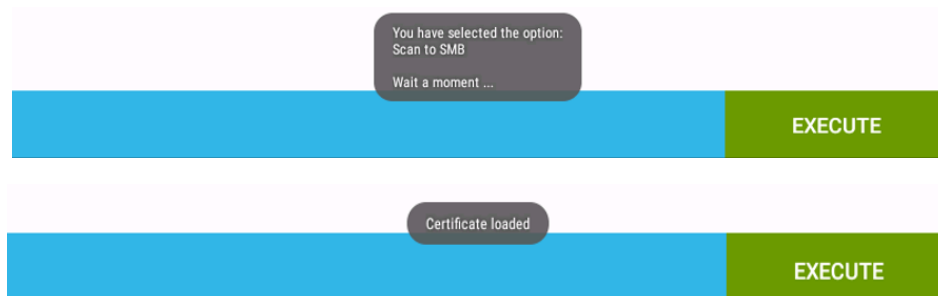 You have selected the option:
Scan to SMB
Wait a moment ...
EXECUTE
Certificate loaded
EXECUTE